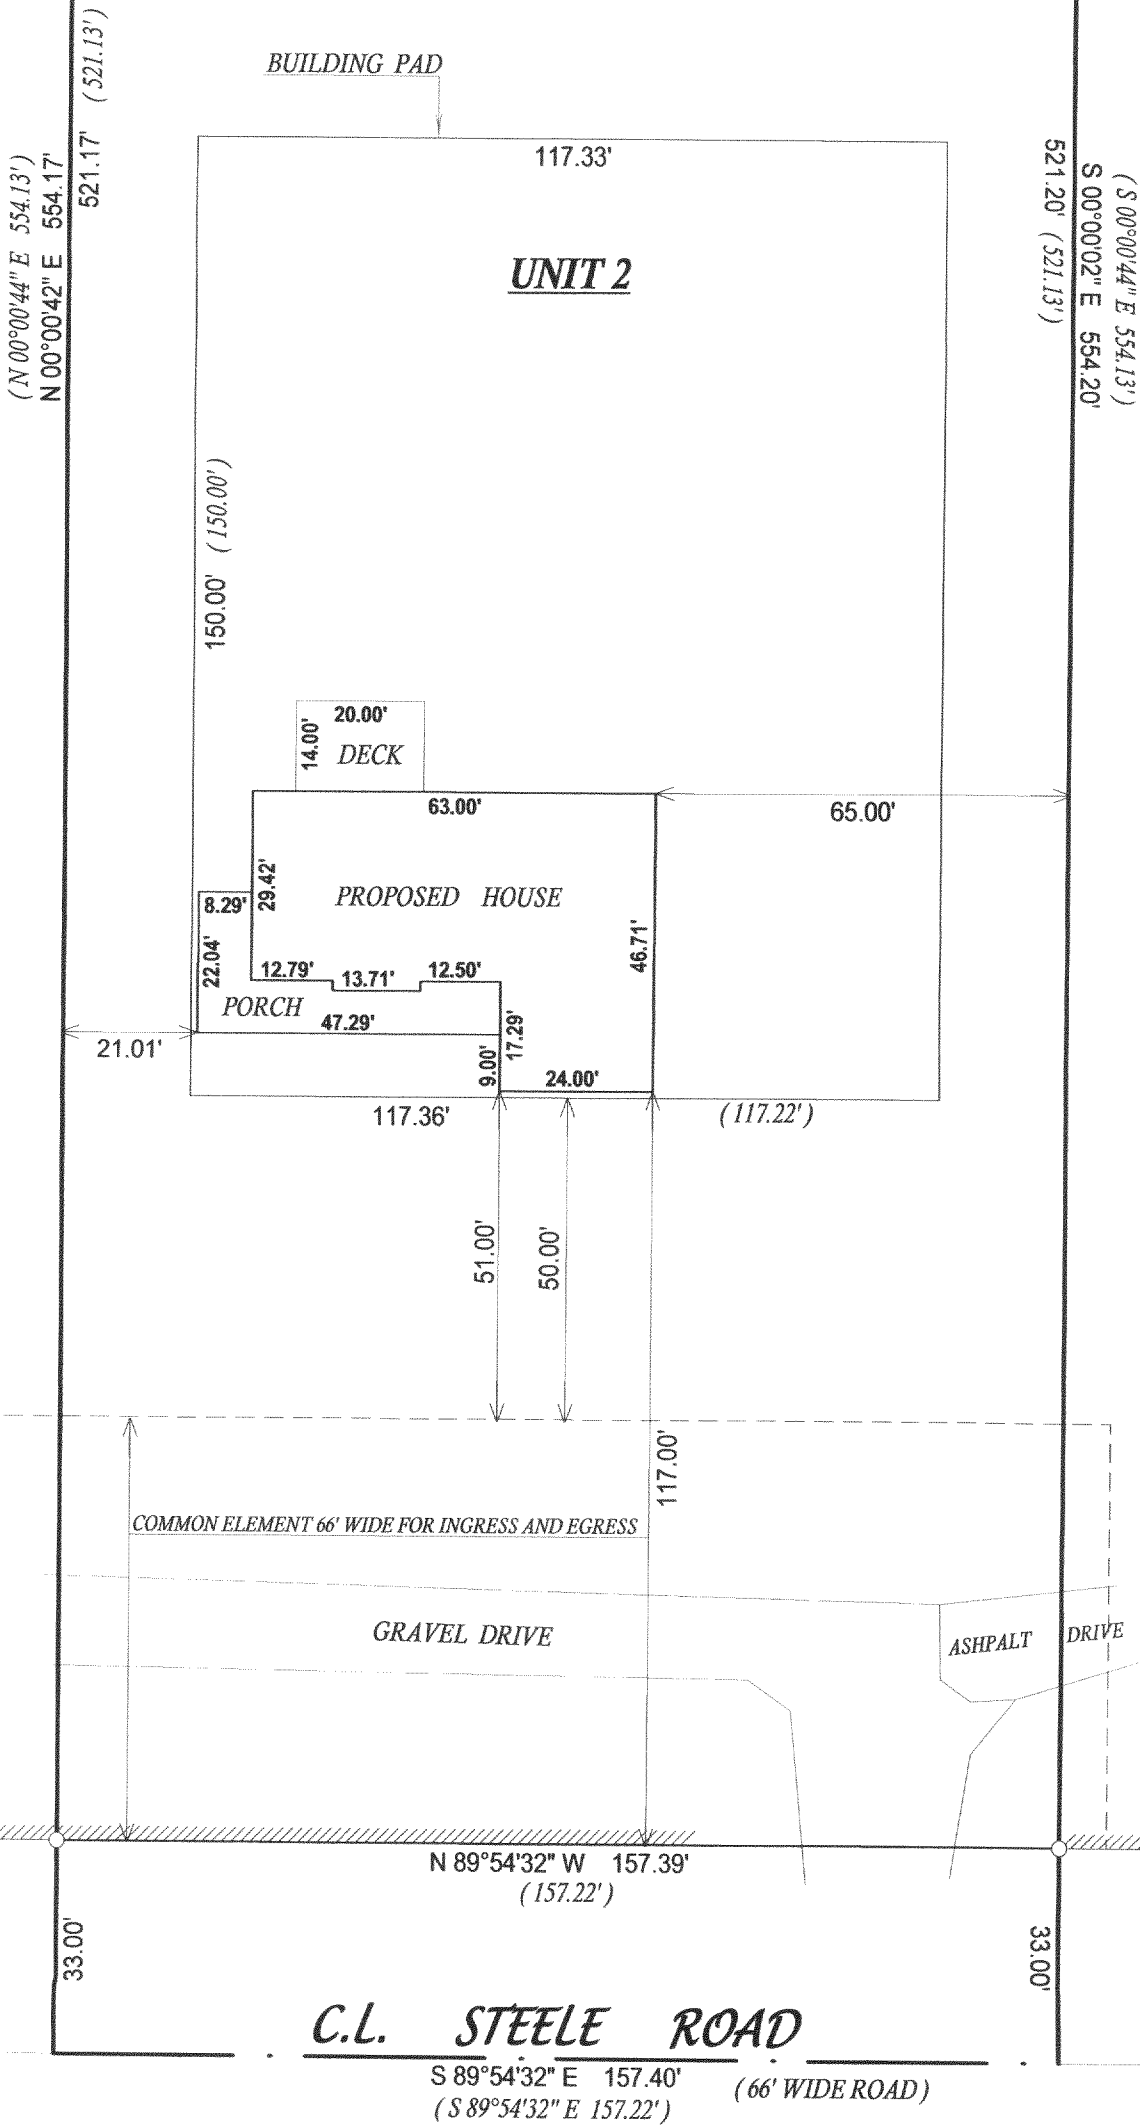 BUILDING PAD
117.33'
UNIT 2
( N 00°00'44" E 554.13')
N 00°00'42" E 554.17'
521.17' ( 521.13')
521.20' ( 521.13')
S 00°00'02" E 554.20'
( S 00°00'44" E 554.13')
150.00' ( 150.00')
20.00'
14.00'
DECK
63.00'
65.00'
29.42'
PROPOSED HOUSE
8.29'
22.04'
46.71'
12.79'
13.71'
12.50'
PORCH
47.29'
17.29'
21.01'
9.00'
24.00'
117.36'
( 117.22')
51.00'
50.00'
117.00'
COMMON ELEMENT 66' WIDE FOR INGRESS AND EGRESS
GRAVEL DRIVE
ASHPALT DRIVE
N 89°54'32" W 157.39'
( 157.22')
33.00'
33.00'
C.L. STEELE ROAD
S 89°54'32" E 157.40'
( 66' WIDE ROAD)
( S 89°54'32" E 157.22')